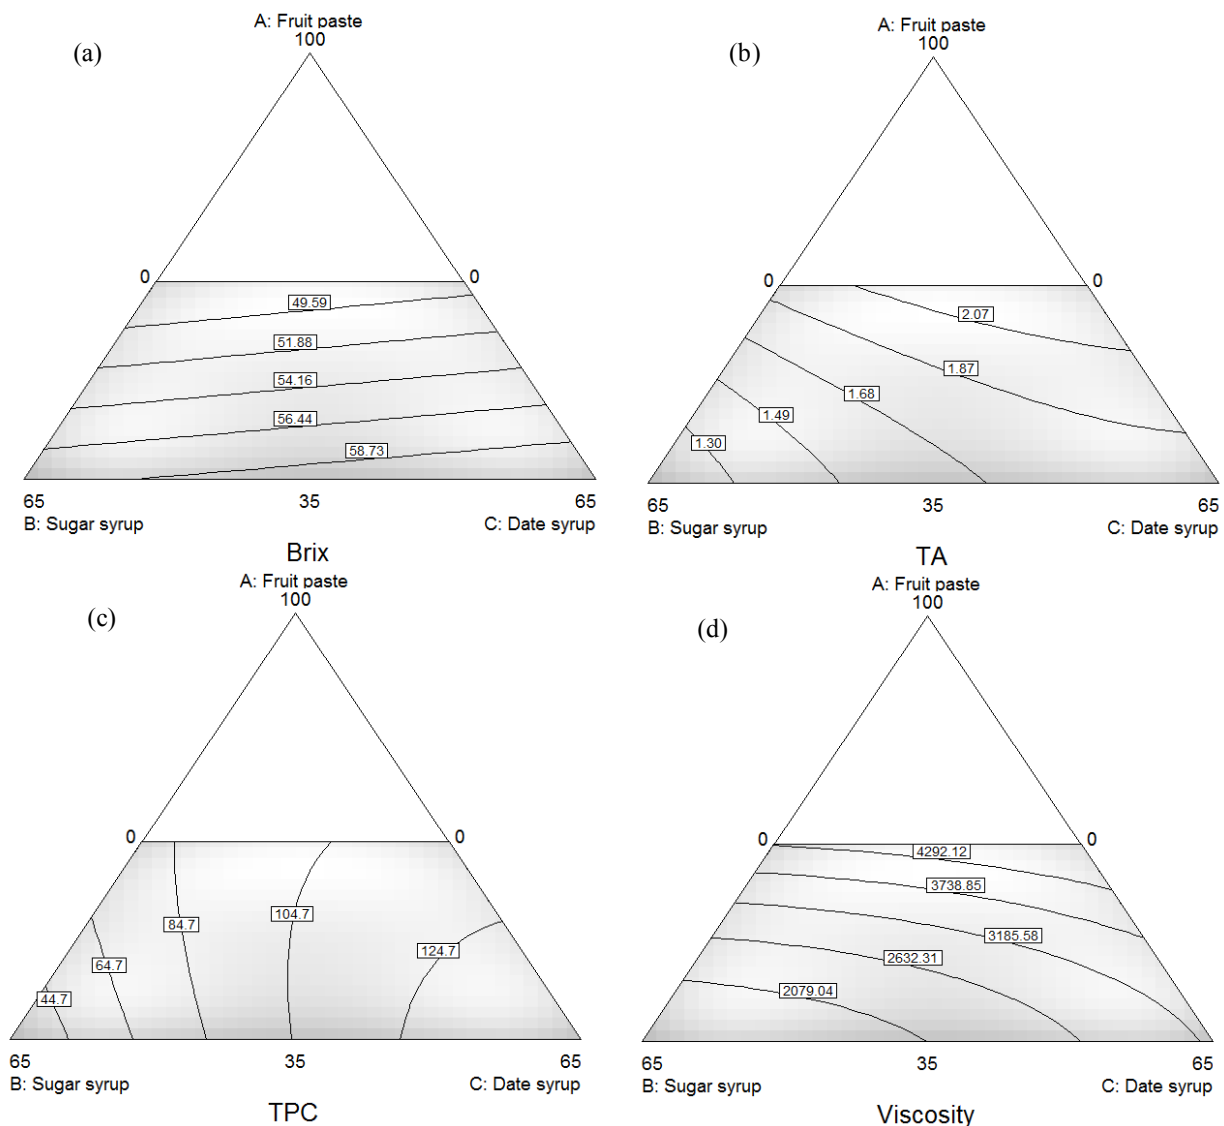 (a)
A: Fruit paste
100
0 0
49.59
51.88
54.16
56.44
58.73
65 35 65
B: Sugar syrup C: Date syrup
Brix
(b)
A: Fruit paste
100
0 0
2.07
1.87
1.68
1.49
1.30
65 35 65
B: Sugar syrup C: Date syrup
TA
(c)
A: Fruit paste
100
0 0
104.7
84.7
124.7
64.7
44.7
65 35 65
B: Sugar syrup C: Date syrup
TPC
(d)
A: Fruit paste
100
0 0
4292.12
3738.85
3185.58
2632.31
2079.04
65 35 65
B: Sugar syrup C: Date syrup
Viscosity